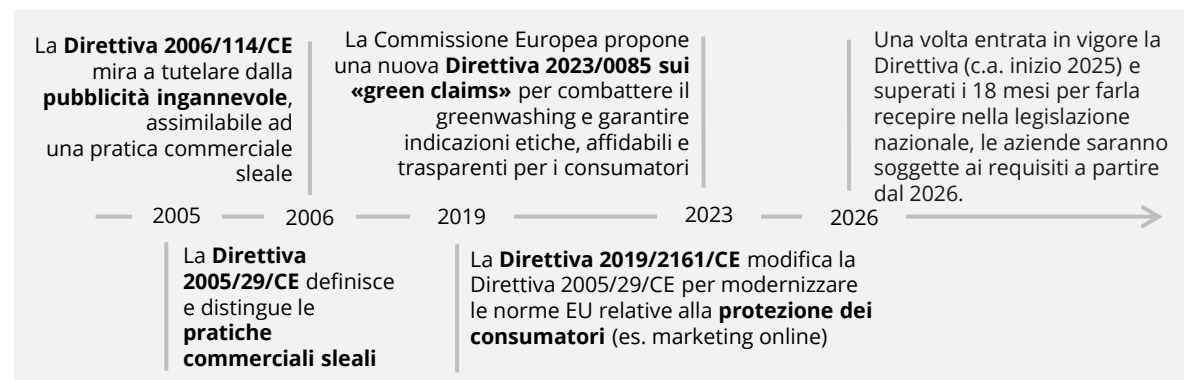 La Direttiva 2006/114/CE
mira a tutelare dalla
pubblicità ingannevole,
assimilabile ad
una pratica commerciale
sleale
La Commissione Europea propone
una nuova Direttiva 2023/0085 sui
«green claims» per combattere il
greenwashing e garantire
indicazioni etiche, affidabili e
trasparenti per i consumatori
Una volta entrata in vigore la
Direttiva (c.a. inizio 2025) e
superati i 18 mesi per farla
recepire nella legislazione
nazionale, le aziende saranno
soggette ai requisiti a partire
dal 2026.
2005
2006
2019
2023
2026
La Direttiva
2005/29/CE definisce
e distingue le
pratiche
commerciali sleali
La Direttiva 2019/2161/CE modifica la
Direttiva 2005/29/CE per modernizzare
le norme EU relative alla protezione dei
consumatori (es. marketing online)